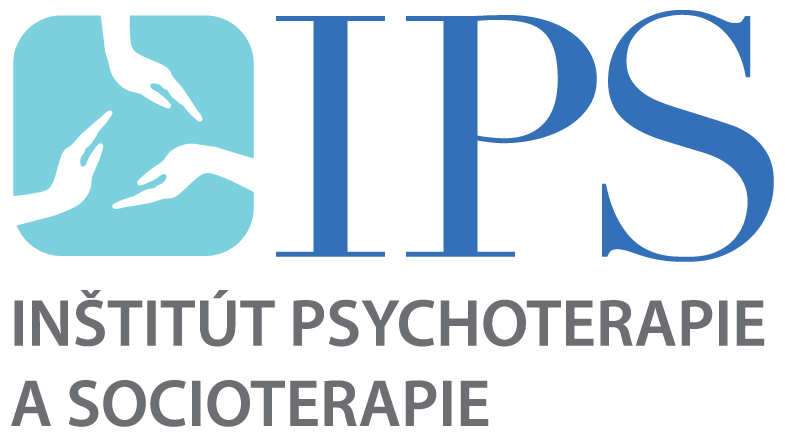 IPS
INŠTITÚT PSYCHOTERAPIE
A SOCIOTERAPIE